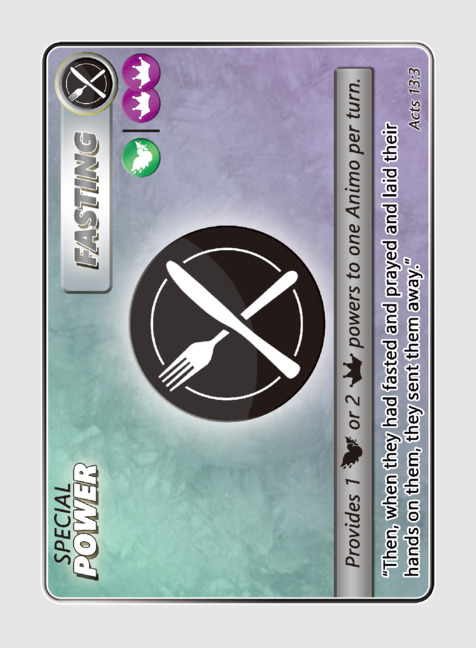 SPECIAL
POWER
FASTING
Provides 1 or 2 powers to one Animo per turn.
“Then, when they had fasted and prayed and laid their
hands on them, they sent them away.”
Acts 13:3